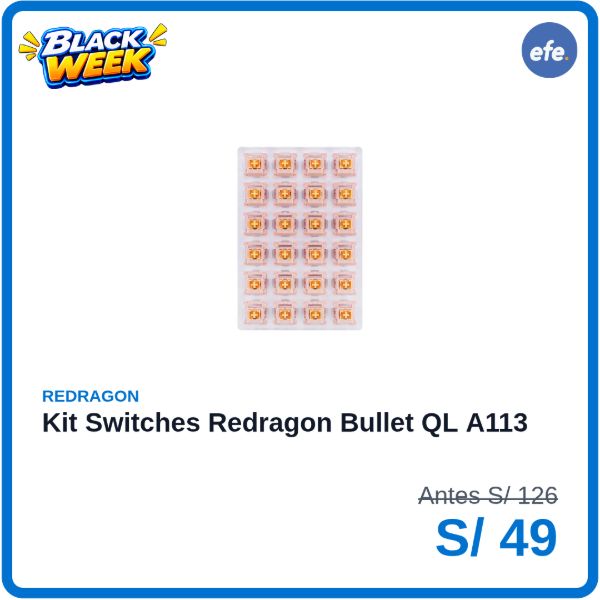 BLACK
WEEK
efe.
REDRAGON
Kit Switches Redragon Bullet QL A113
Antes S/ 126
S/ 49